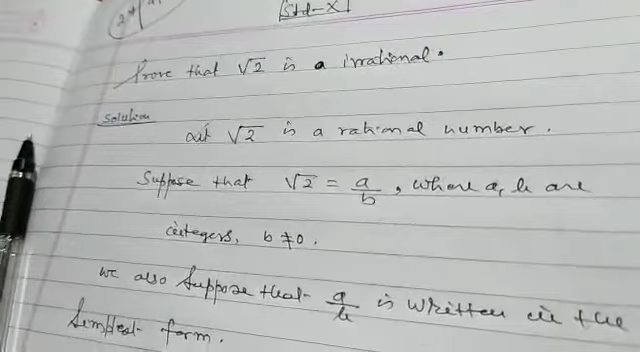 [Std-X]
Prove that √2 is a irrational.
Solution
Let √2 is a rational number.
Suppose that √2 = a/b, where a, b are
integers, b ≠ 0.
we also Suppose that a/b is written in the
Simplest form.